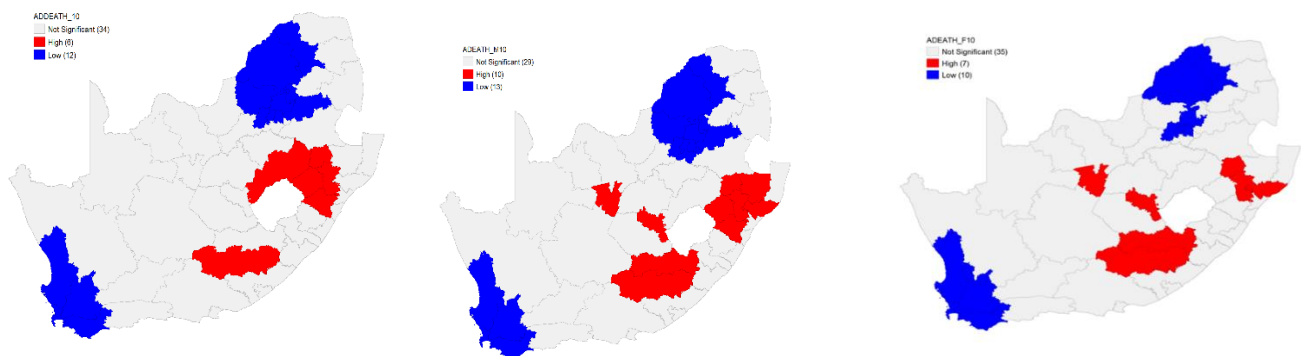 ADDEATH_10
Not Significant (34)
High (6)
Low (12)
ADEATH_M10
Not Significant (29)
High (10)
Low (13)
ADEATH_F10
Not Significant (35)
High (7)
Low (10)